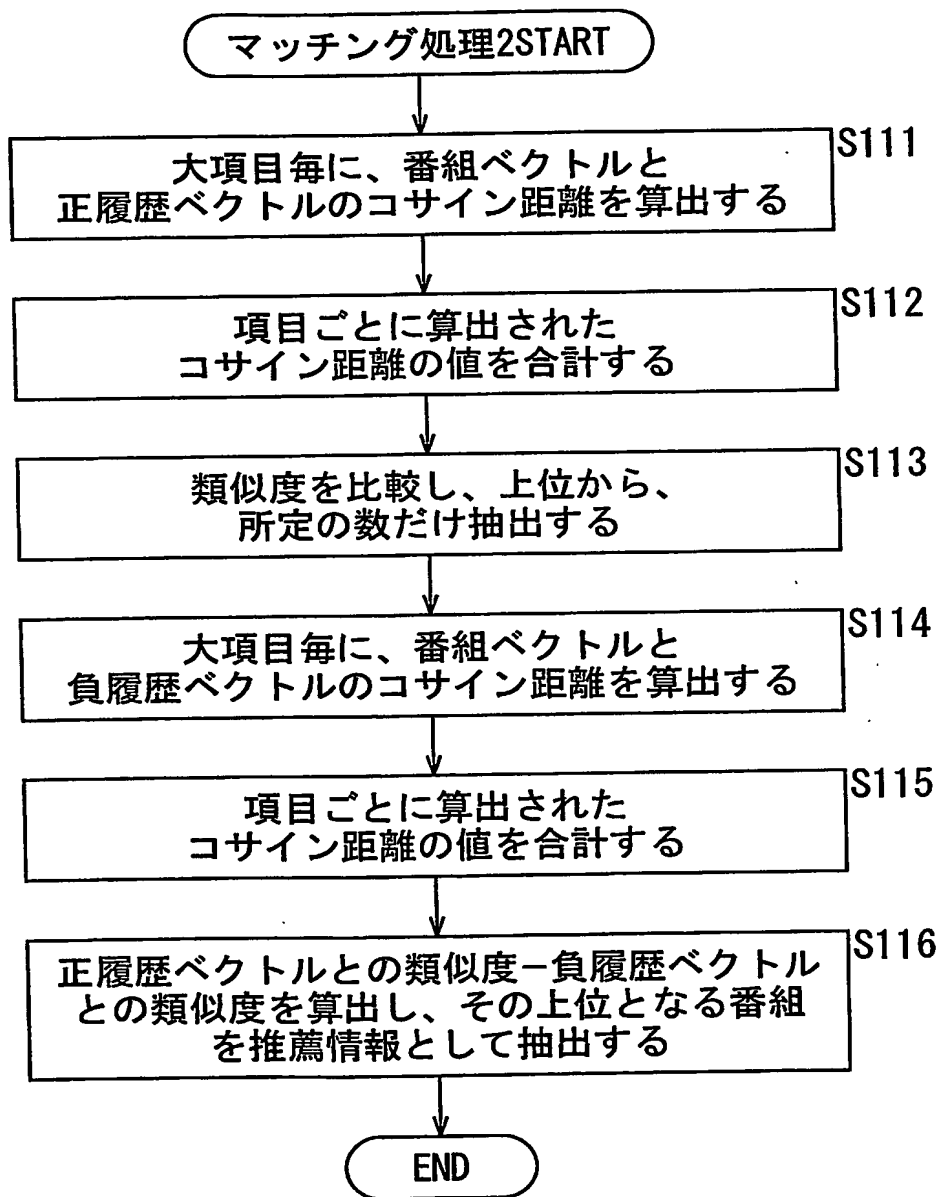 マッチング処理2START
S111
大項目毎に、番組ベクトルと
正履歴ベクトルのコサイン距離を算出する
S112
項目ごとに算出された
コサイン距離の値を合計する
S113
類似度を比較し、上位から、
所定の数だけ抽出する
S114
大項目毎に、番組ベクトルと
負履歴ベクトルのコサイン距離を算出する
S115
項目ごとに算出された
コサイン距離の値を合計する
S116
正履歴ベクトルとの類似度−負履歴ベクトル
との類似度を算出し、その上位となる番組
を推薦情報として抽出する
END